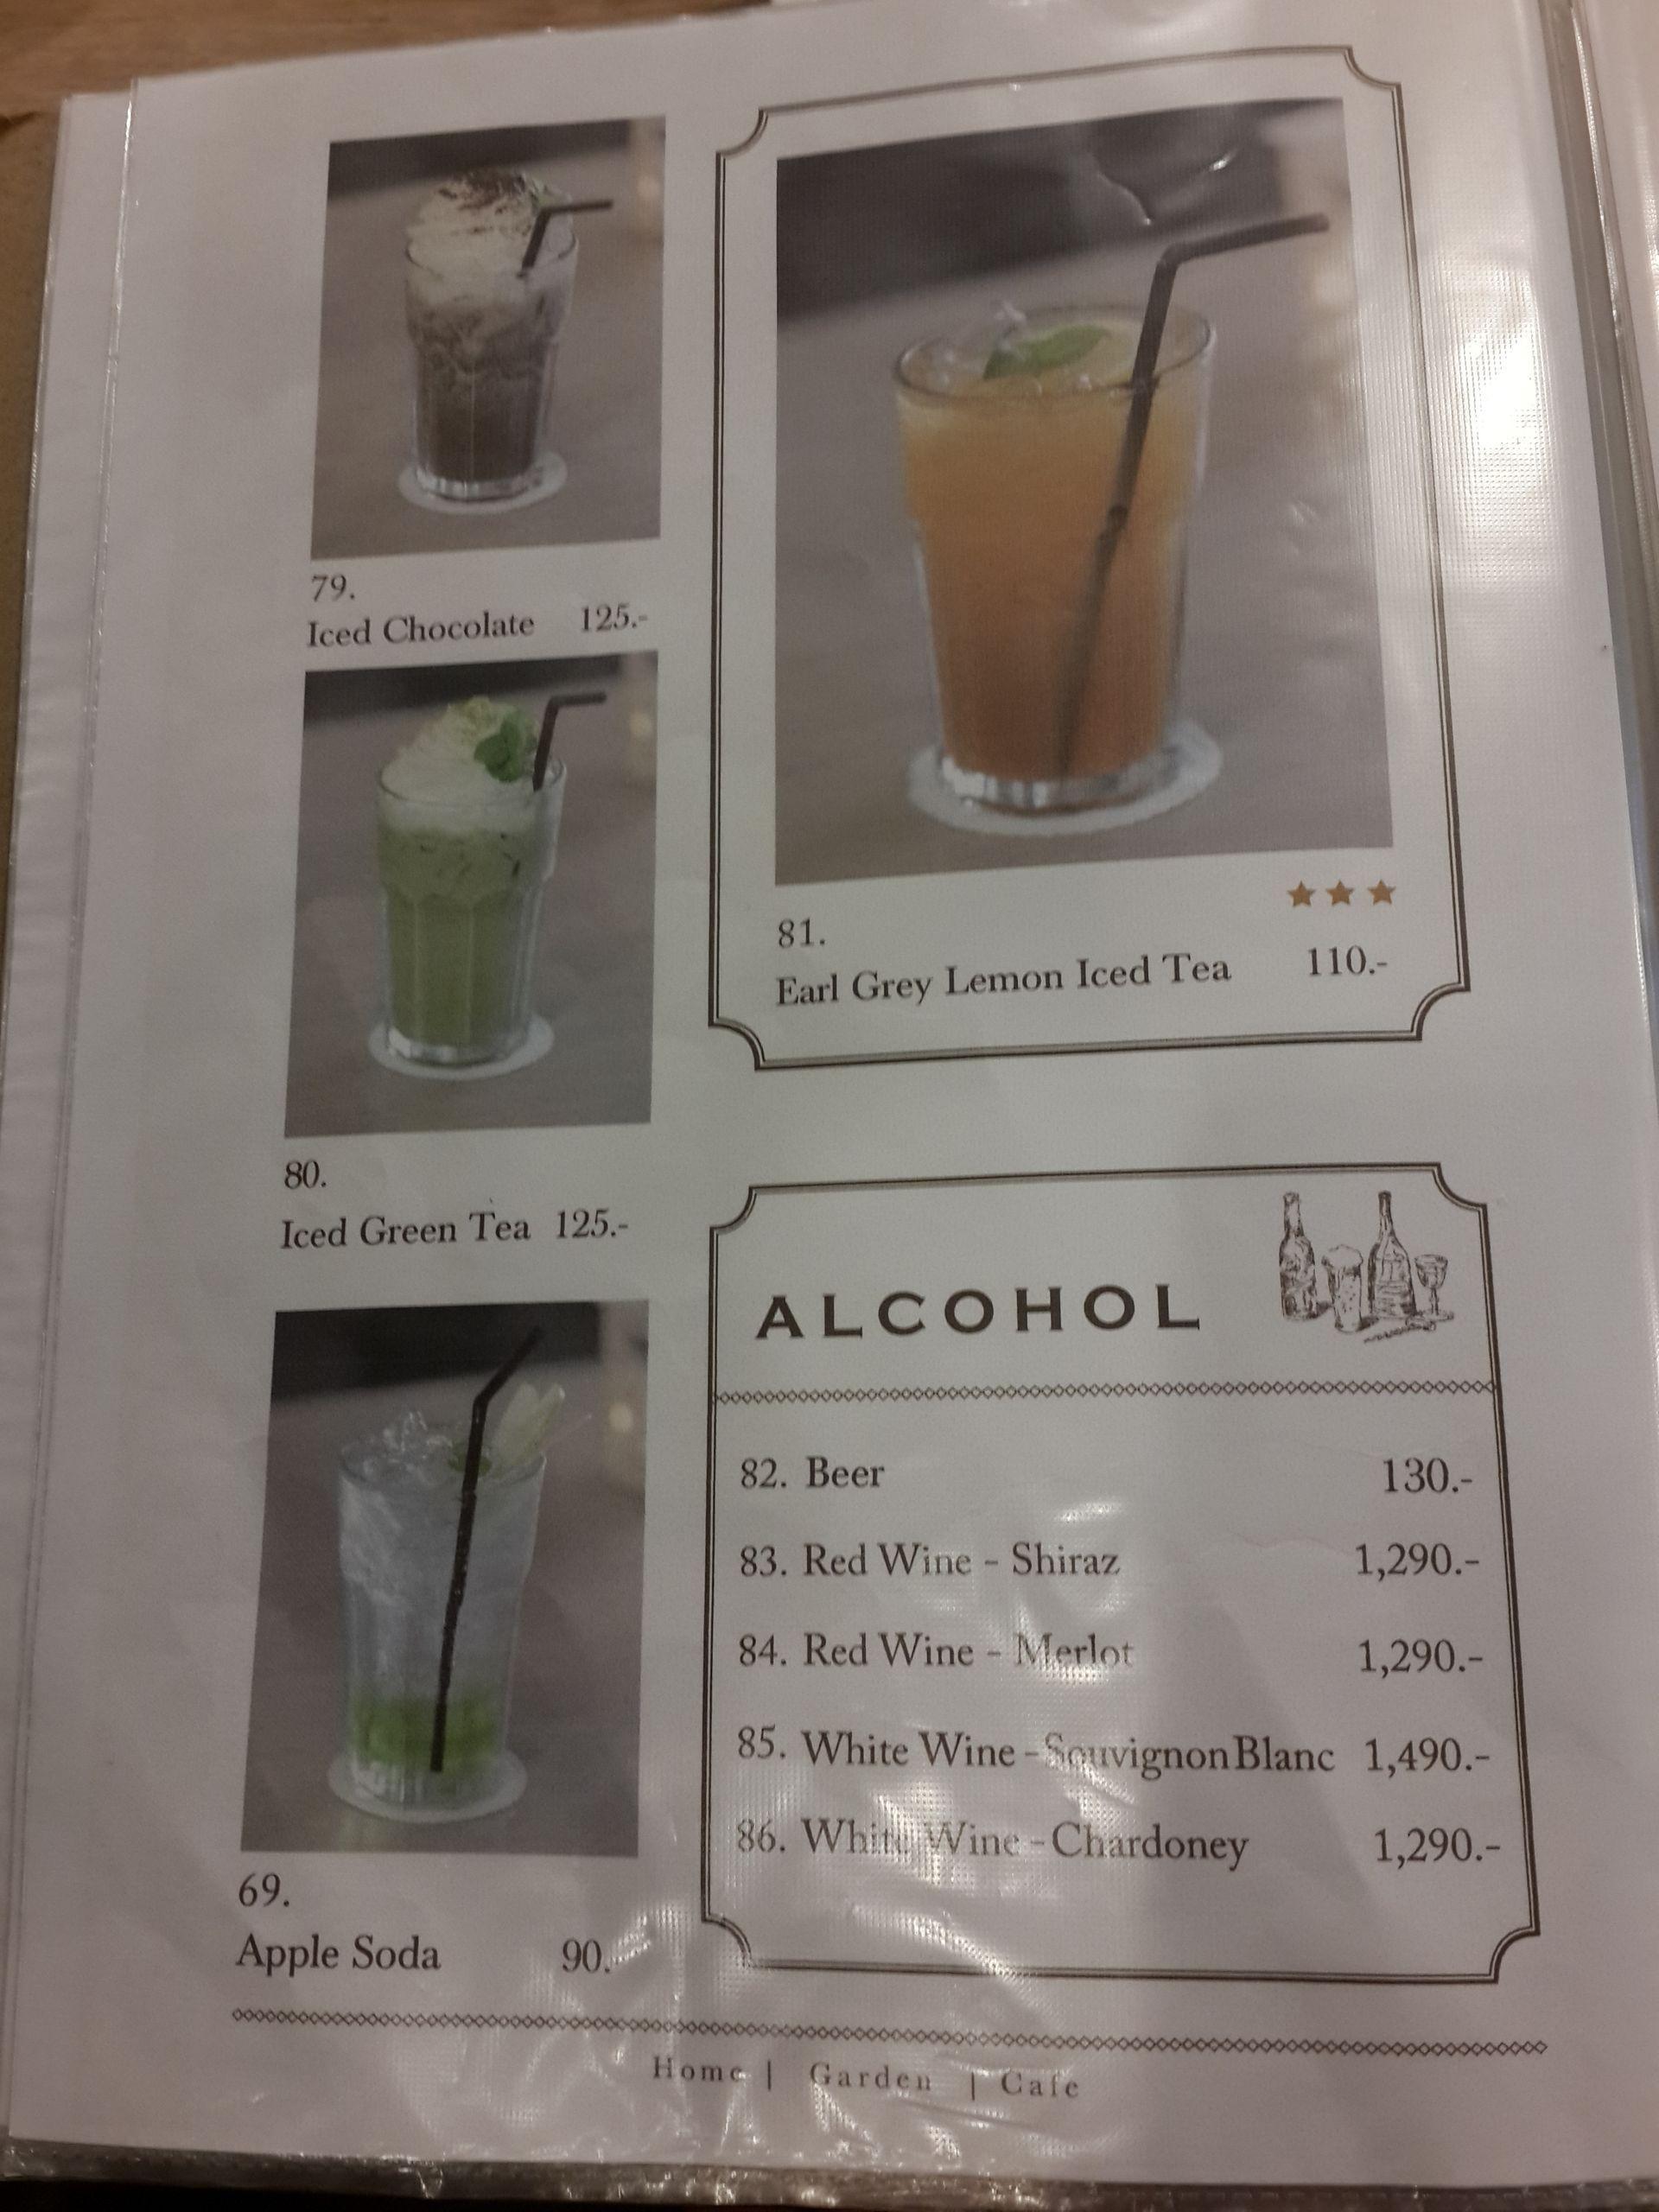 79.
Iced Chocolate 125.-
80.
Iced Green Tea 125.-
69.
Apple Soda 90.-
81.
Earl Grey Lemon Iced Tea 110.-
ALCOHOL
82. Beer 130.-
83. Red Wine - Shiraz 1,290.-
84. Red Wine - Merlot 1,290.-
85. White Wine - Souvignon Blanc 1,490.-
86. White Wine - Chardoney 1,290.-
Home | Garden | Cafe